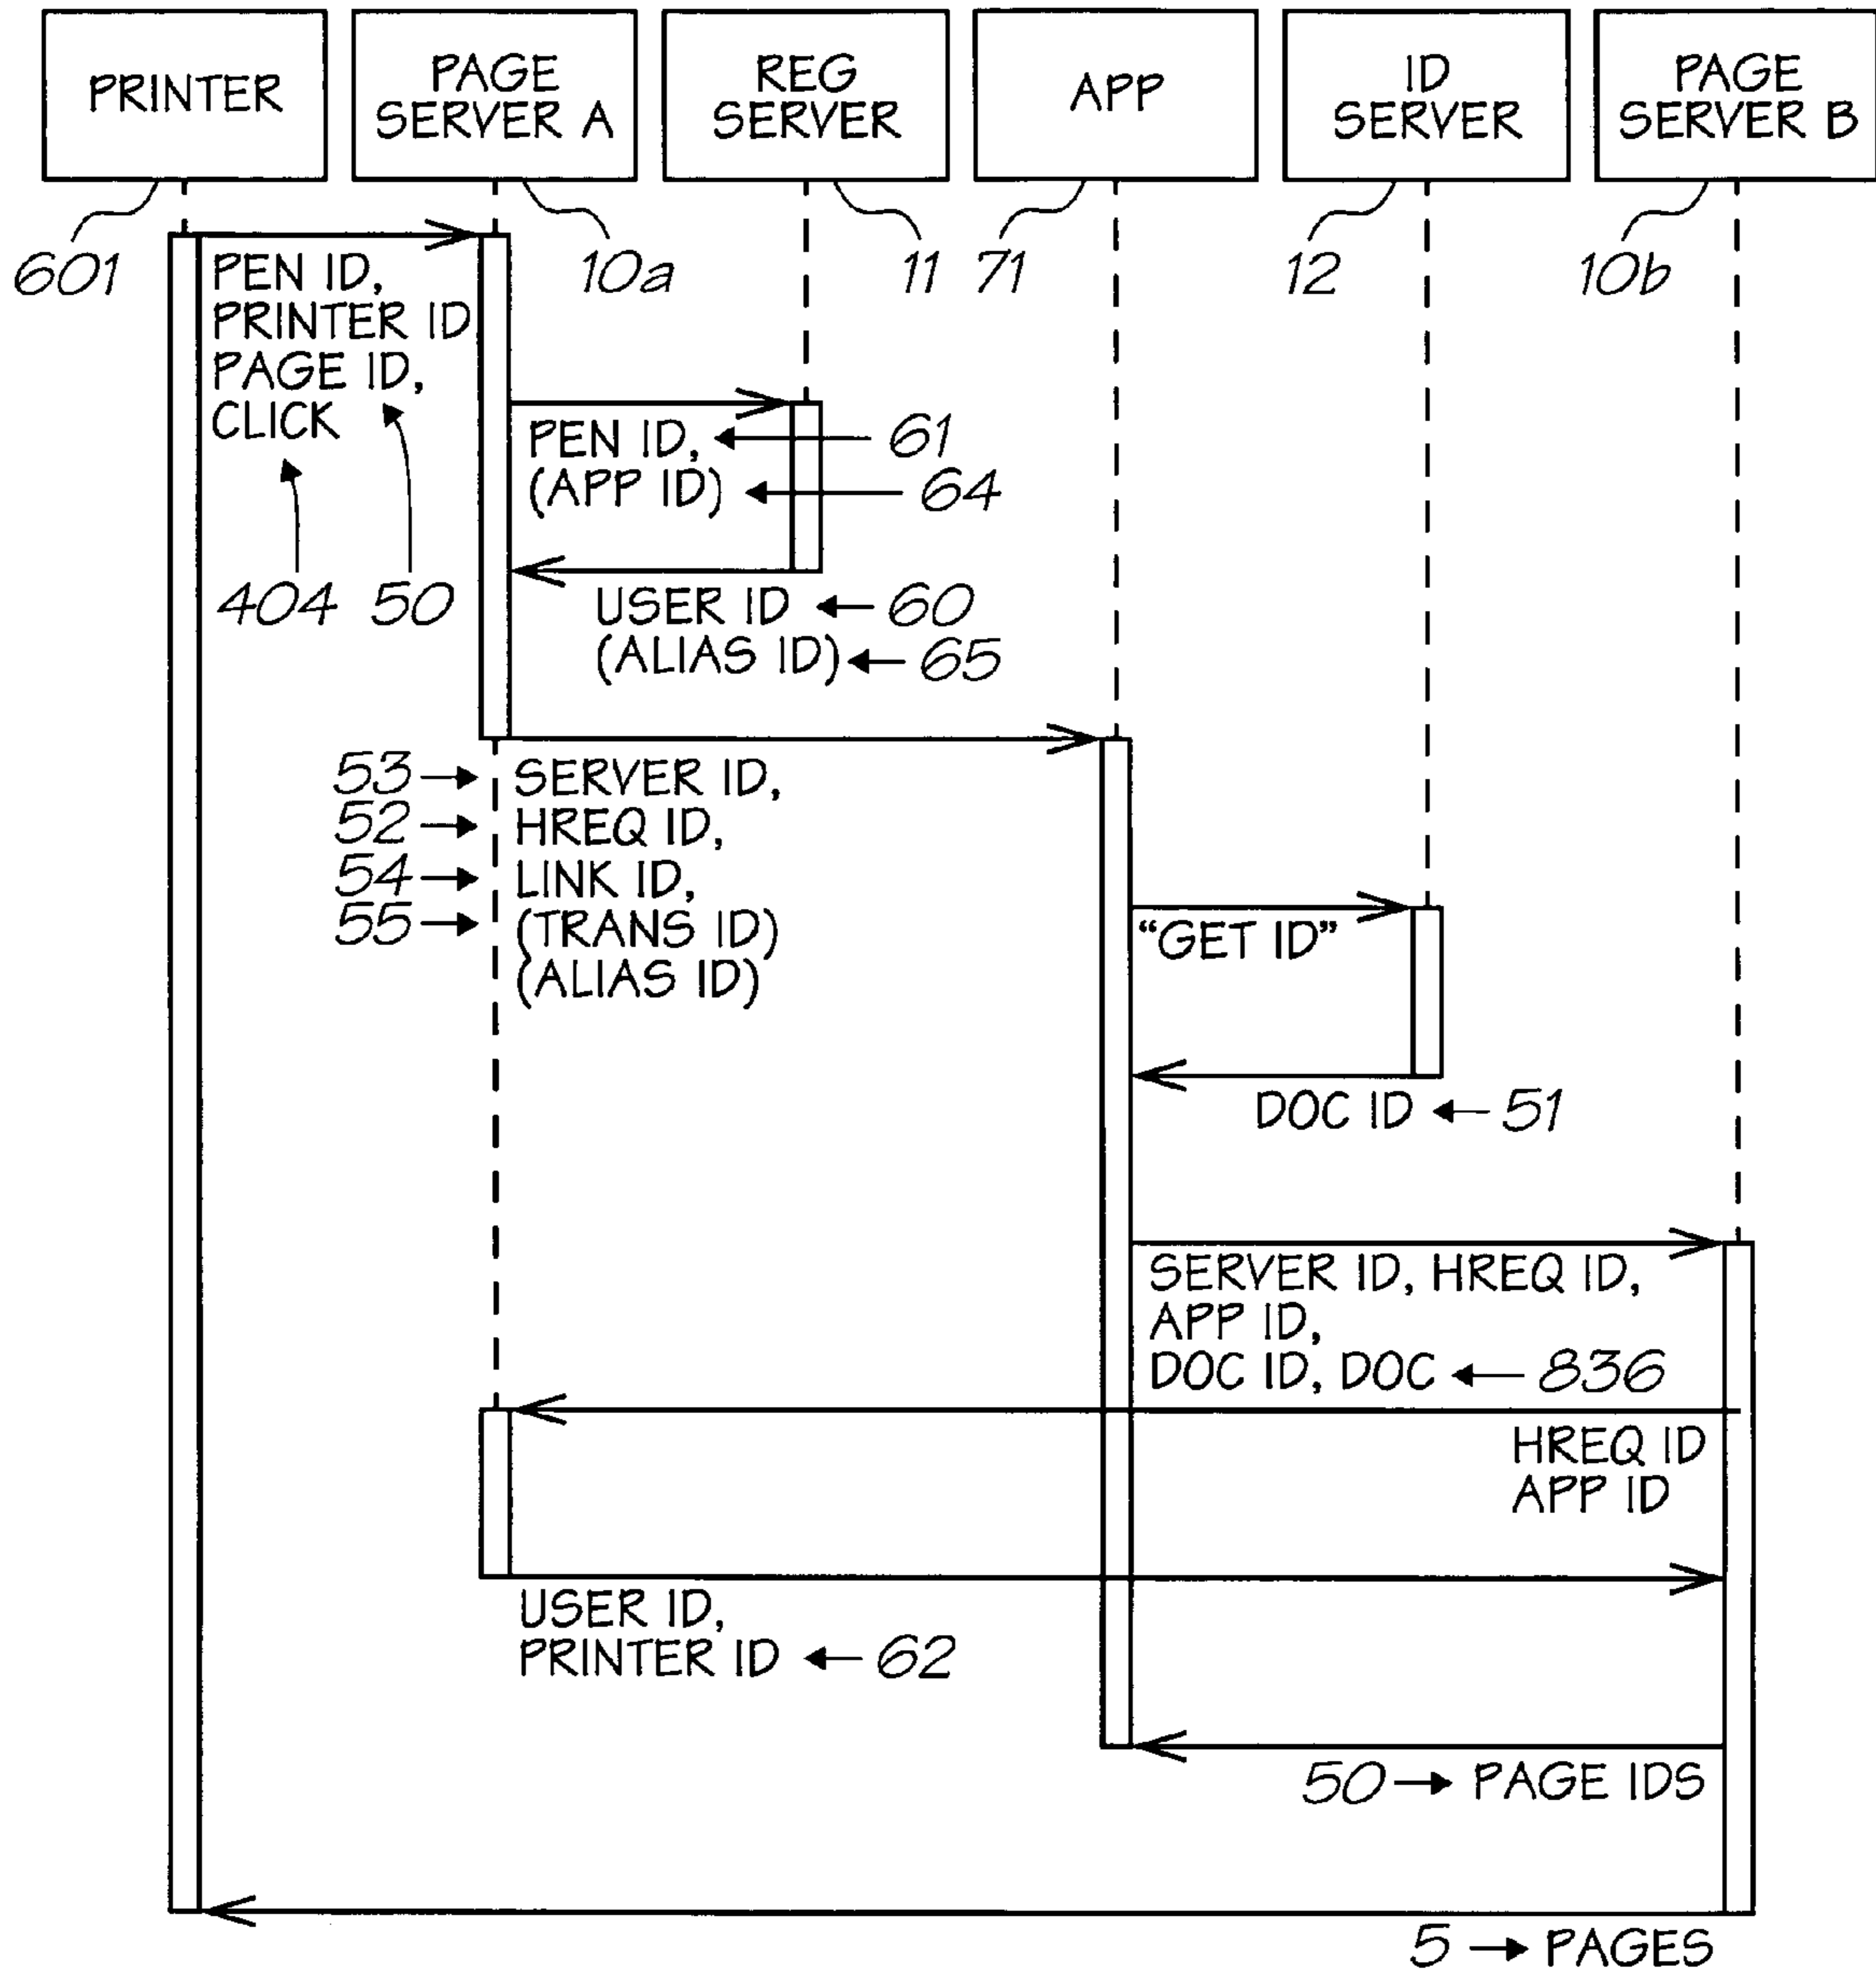 PRINTER
PAGE
SERVER A
REG
SERVER
APP
ID
SERVER
PAGE
SERVER B
601
10a
11
71
12
10b
PEN ID,
PRINTER ID
PAGE ID,
CLICK
404
50
PEN ID,
(APP ID)
61
64
USER ID
(ALIAS ID)
60
65
53
52
54
55
SERVER ID,
HREQ ID,
LINK ID,
(TRANS ID)
(ALIAS ID)
“GET ID”
DOC ID
51
SERVER ID, HREQ ID,
APP ID,
DOC ID, DOC
836
HREQ ID
APP ID
USER ID,
PRINTER ID
62
50
PAGE IDS
5
PAGES